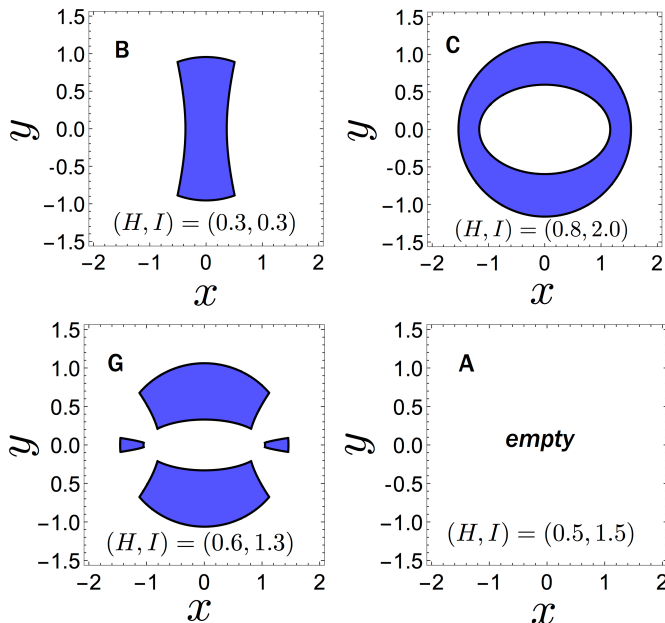 1.5
B
1.0
0.5
y
0.0
-0.5
-1.0
(H, I) = (0.3, 0.3)
-1.5
−2 −1 0 1 2
x
1.5
C
1.0
0.5
y
0.0
-0.5
-1.0
(H, I) = (0.8, 2.0)
-1.5
−2 −1 0 1 2
x
1.5
G
1.0
0.5
y
0.0
-0.5
-1.0
(H, I) = (0.6, 1.3)
-1.5
−2 −1 0 1 2
x
1.5
A
1.0
0.5
y
empty
0.0
-0.5
-1.0
(H, I) = (0.5, 1.5)
-1.5
−2 −1 0 1 2
x